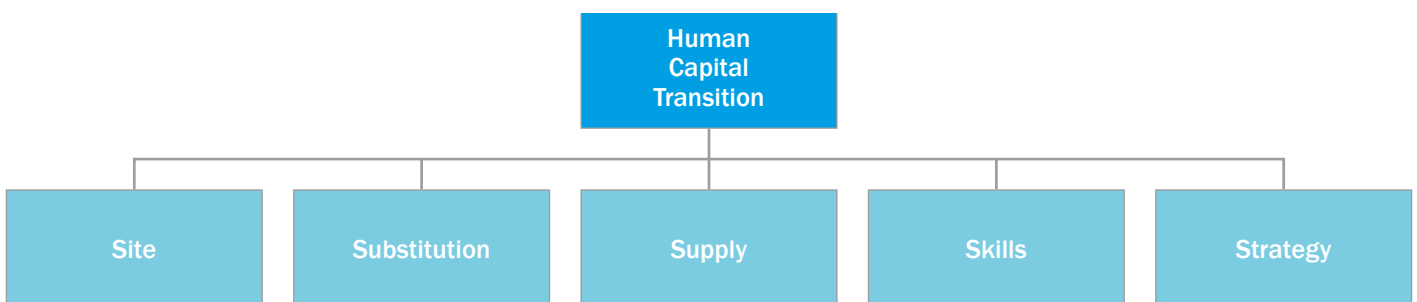 Human
Capital
Transition
Site
Substitution
Supply
Skills
Strategy